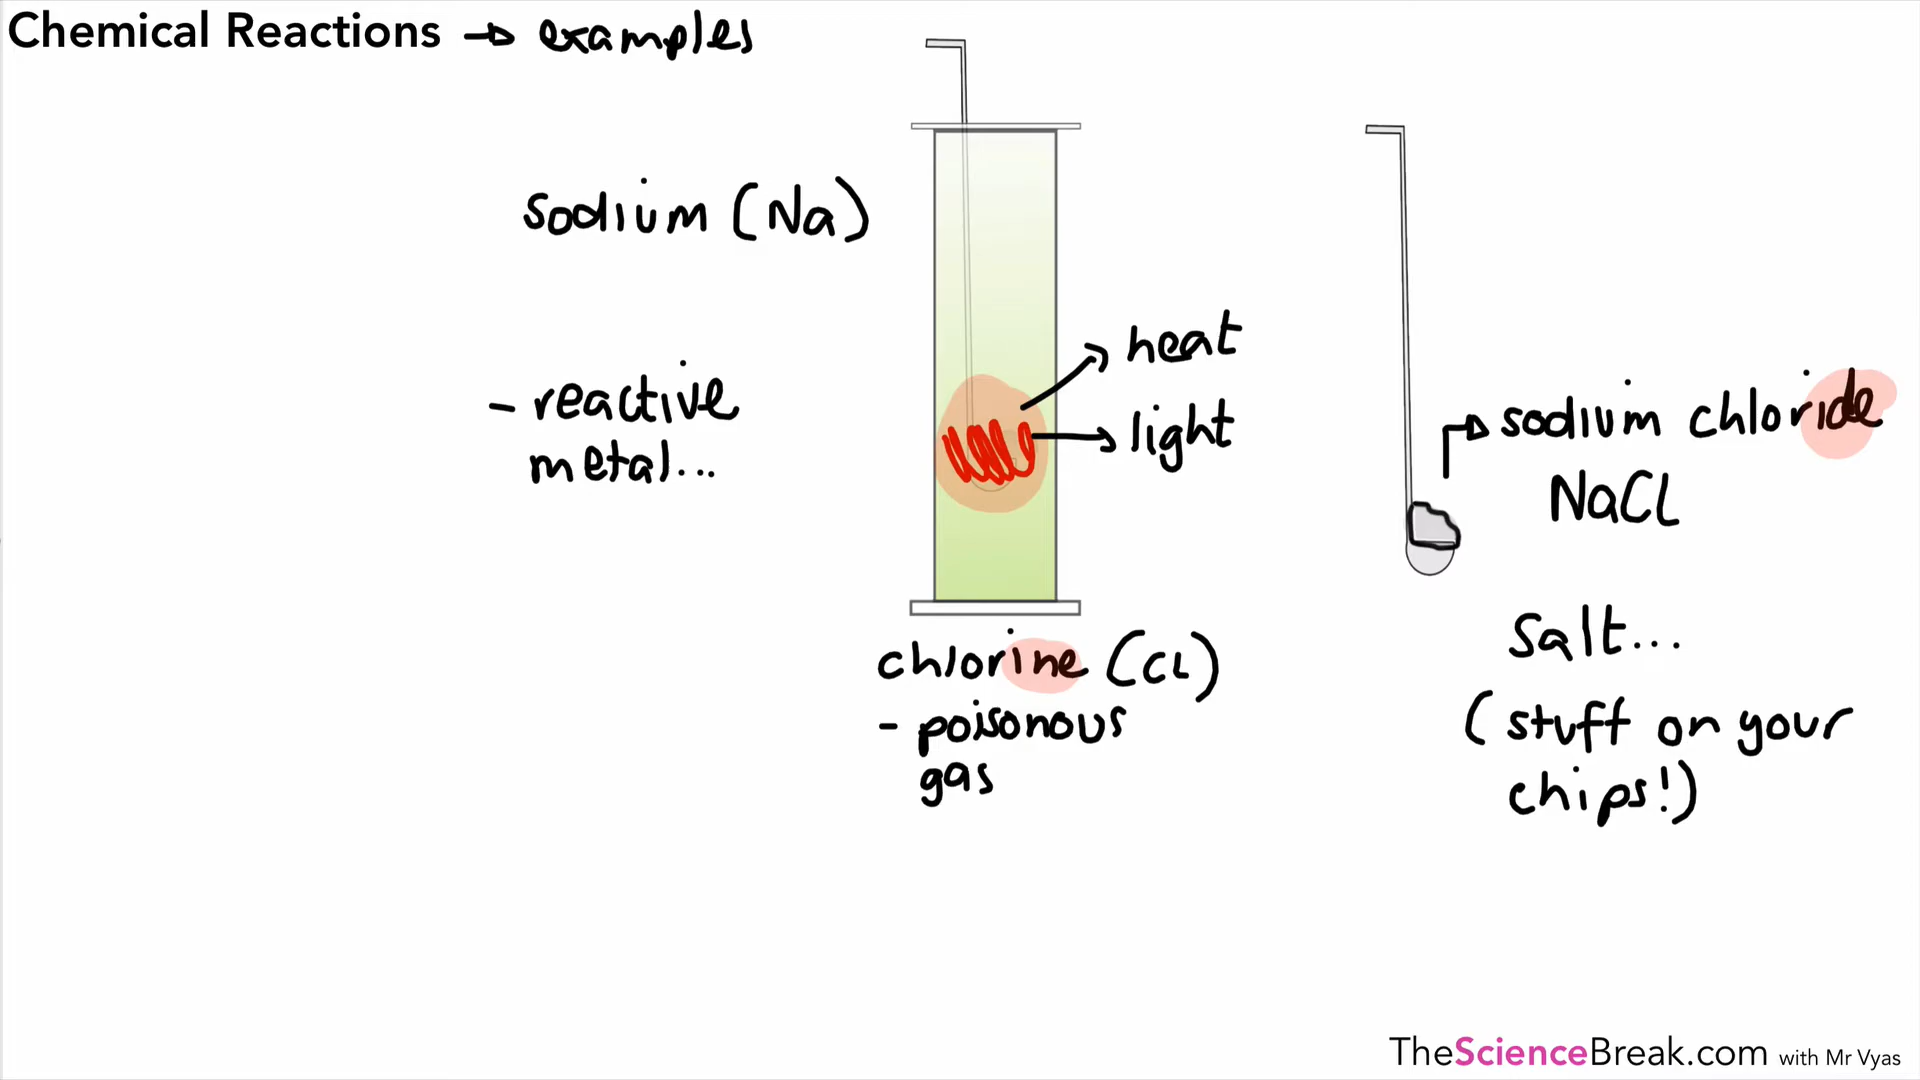 Chemical Reactions → examples
sodium (Na)
- reactive
metal...
heat
light
chlorine (Cl)
- poisonous
gas
sodium chloride
NaCl
Salt...
(stuff on your
chips!)
TheScienceBreak.com with Mr Vyas